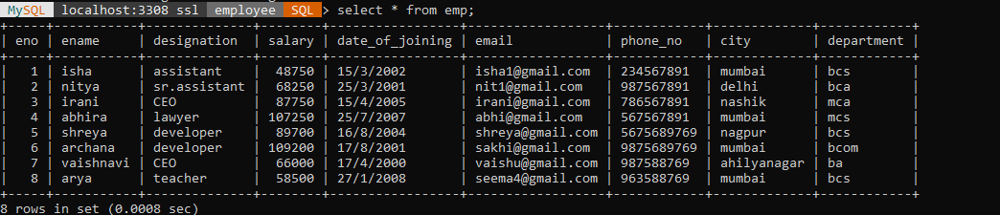 MySQL localhost:3308 ssl employee SQL > select * from emp;
+-----+-----------+--------------+--------+-----------------+------------------+------------+-------------+------------+
| eno | ename     | designation  | salary | date_of_joining | email            | phone_no   | city        | department |
+-----+-----------+--------------+--------+-----------------+------------------+------------+-------------+------------+
|   1 | isha      | assistant    |  48750 | 15/3/2002       | isha1@gmail.com  | 234567891  | mumbai      | bcs        |
|   2 | nitya     | sr.assistant |  68250 | 25/3/2001       | nit1@gmail.com   | 987567891  | delhi       | bca        |
|   3 | irani     | CEO          |  87750 | 15/4/2005       | irani@gmail.com  | 786567891  | nashik      | mca        |
|   4 | abhira    | lawyer       | 107250 | 25/7/2007       | abhi@gmail.com   | 567567891  | mumbai      | mcs        |
|   5 | shreya    | developer    |  89700 | 16/8/2004       | shreya@gmail.com | 5675689769 | nagpur      | bcs        |
|   6 | archana   | developer    | 109200 | 17/8/2001       | sakhi@gmail.com  | 9875689769 | mumbai      | bcom       |
|   7 | vaishnavi | CEO          |  66000 | 17/4/2000       | vaishu@gmail.com | 987588769  | ahilyanagar | ba         |
|   8 | arya      | teacher      |  58500 | 27/1/2008       | seema4@gmail.com | 963588769  | mumbai      | bcs        |
+-----+-----------+--------------+--------+-----------------+------------------+------------+-------------+------------+
8 rows in set (0.0008 sec)